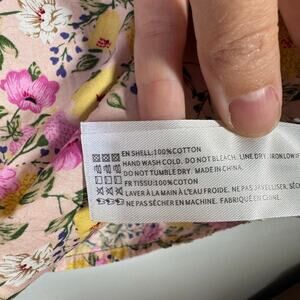 EN SHELL:100%COTTON
HAND WASH COLD. DO NOT BLEACH. LINE DRY. IRON LOW IF
DO NOT TUMBLE DRY. MADE IN CHINA.
FR TISSU:100%COTON
LAVER À LA MAIN À L'EAU FROIDE. NE PAS JAVELLISER. SÉCHER
NE PAS SÉCHER EN MACHINE. FABRIQUÉ EN CHINE.